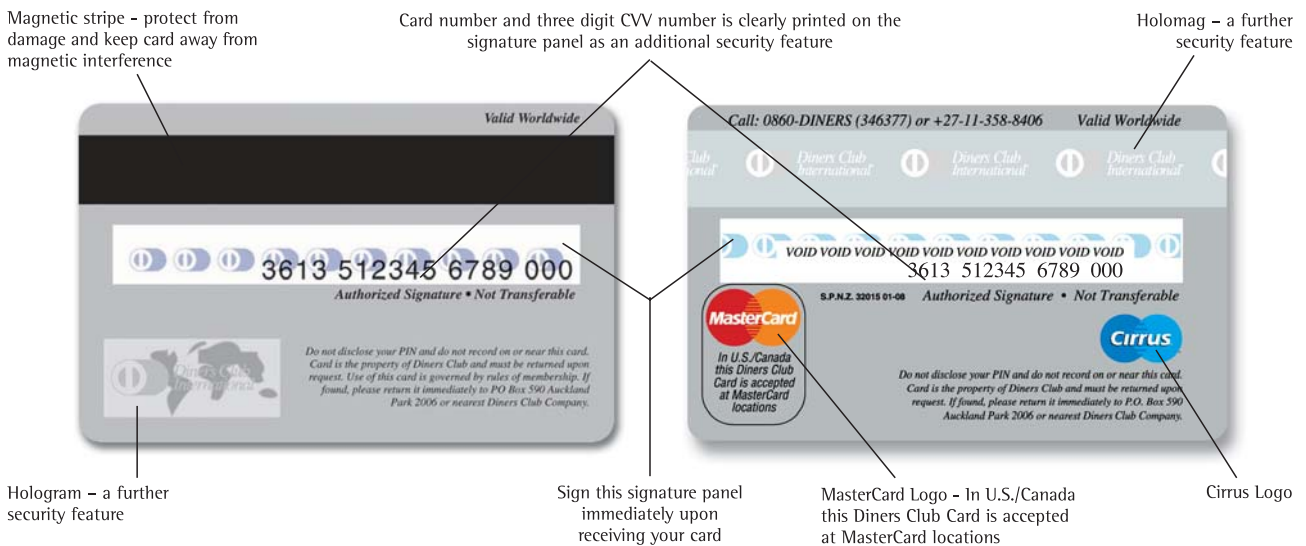 Magnetic stripe - protect from
damage and keep card away from
magnetic interference
Card number and three digit CVV number is clearly printed on the
signature panel as an additional security feature
Holomag – a further
security feature
Valid Worldwide
3613 512345 6789 000
Authorized Signature • Not Transferable
Diners Club
International
Do not disclose your PIN and do not record on or near this card.
Card is the property of Diners Club and must be returned upon
request. Use of this card is governed by rules of membership. If
found, please return it immediately to PO Box 590 Auckland
Park 2006 or nearest Diners Club Company.
Call: 0860-DINERS (346377) or +27-11-358-8406 Valid Worldwide
Club Diners Club Diners Club Diners Club
International International International
VOID VOID VOID VOID VOID VOID VOID VOID VOID VOID
3613 512345 6789 000
S.P.N.Z. 32015 01-08 Authorized Signature • Not Transferable
MasterCard
In U.S./Canada
this Diners Club
Card is accepted
at MasterCard
locations
Cirrus
Do not disclose your PIN and do not record on or near this card.
Card is the property of Diners Club and must be returned upon
request. If found, please return it immediately to P.O. Box 590
Auckland Park 2006 or nearest Diners Club Company.
Hologram – a further
security feature
Sign this signature panel
immediately upon
receiving your card
MasterCard Logo - In U.S./Canada
this Diners Club Card is accepted
at MasterCard locations
Cirrus Logo